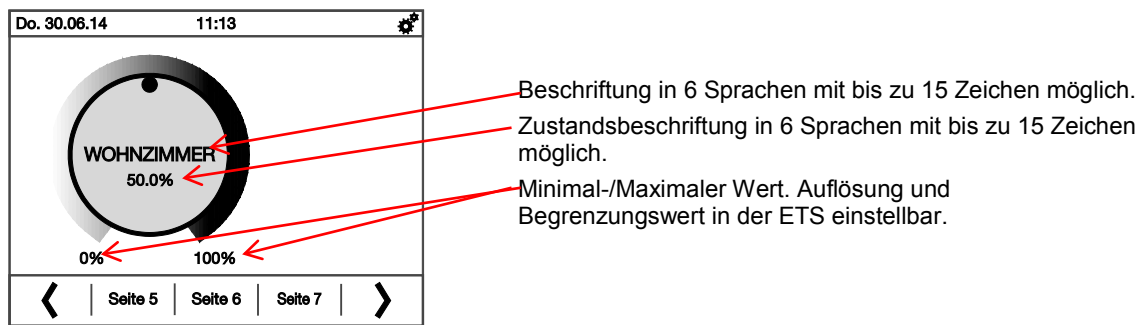 Do. 30.06.14 11:13
WOHNZIMMER
50.0%
0% 100%
Seite 5 Seite 6 Seite 7
Beschriftung in 6 Sprachen mit bis zu 15 Zeichen möglich.
Zustandsbeschriftung in 6 Sprachen mit bis zu 15 Zeichen
möglich.
Minimal-/Maximaler Wert. Auflösung und
Begrenzungswert in der ETS einstellbar.